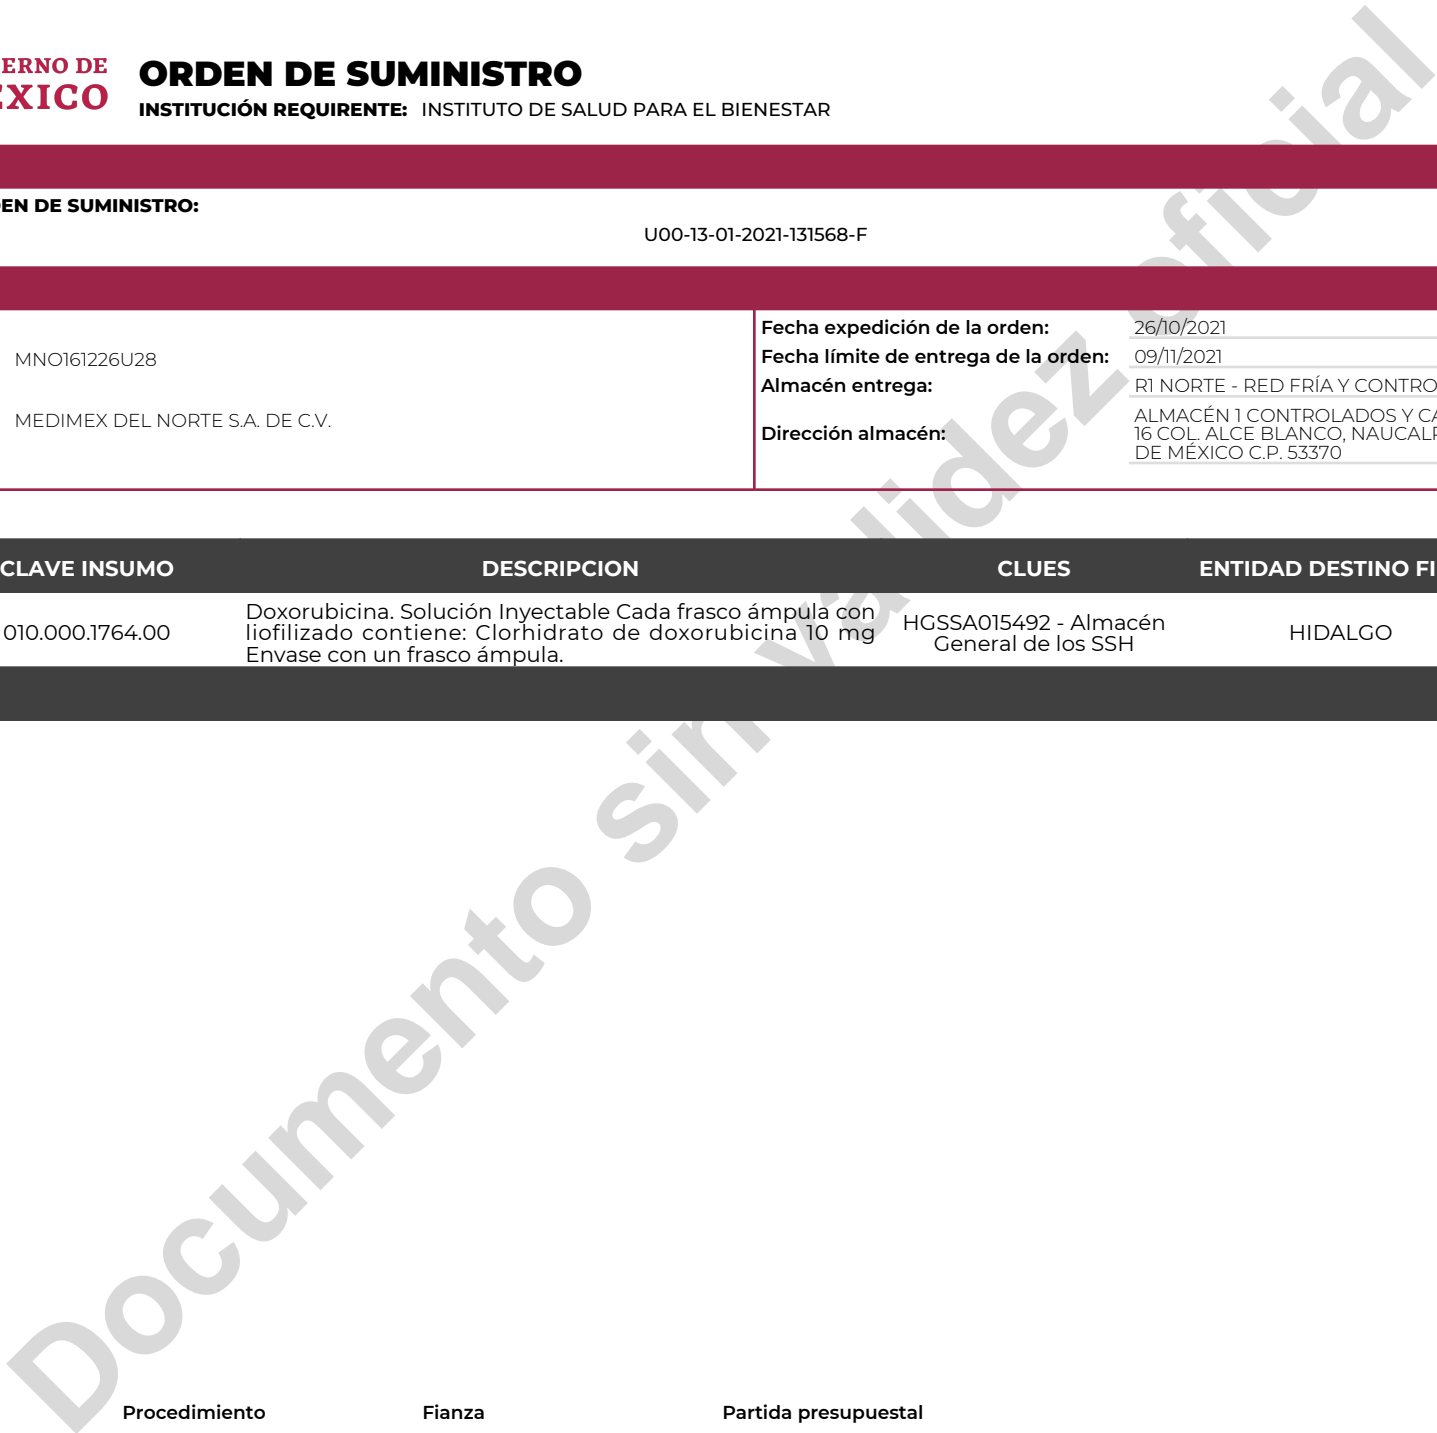 ERNO DE
ÉXICO
ORDEN DE SUMINISTRO
INSTITUCIÓN REQUIRENTE: INSTITUTO DE SALUD PARA EL BIENESTAR
EN DE SUMINISTRO:
U00-13-01-2021-131568-F
MNO161226U28
MEDIMEX DEL NORTE S.A. DE C.V.
Fecha expedición de la orden: 26/10/2021
Fecha límite de entrega de la orden: 09/11/2021
Almacén entrega: R1 NORTE - RED FRÍA Y CONTRO
Dirección almacén: ALMACÉN 1 CONTROLADOS Y CA
16 COL. ALCE BLANCO, NAUCALP
DE MÉXICO C.P. 53370
CLAVE INSUMO DESCRIPCION CLUES ENTIDAD DESTINO FI
010.000.1764.00
Doxorubicina. Solución Inyectable Cada frasco ámpula con
liofilizado contiene: Clorhidrato de doxorubicina 10 mg
Envase con un frasco ámpula.
HGSSA015492 - Almacén
General de los SSH
HIDALGO
Documento sin validez oficial
Procedimiento Fianza Partida presupuestal